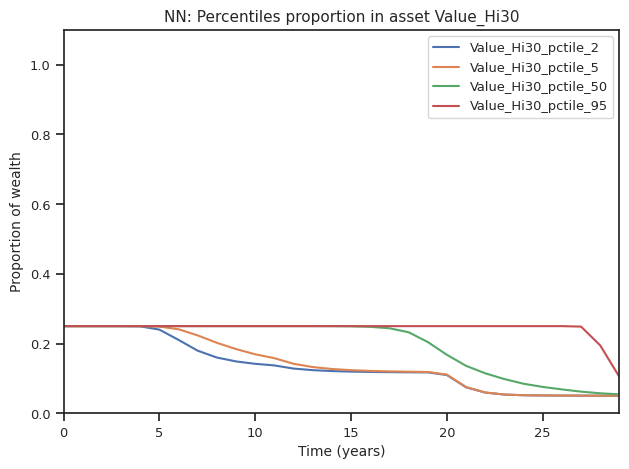 NN: Percentiles proportion in asset Value_Hi30
Value_Hi30_pctile_2
Value_Hi30_pctile_5
Value_Hi30_pctile_50
Value_Hi30_pctile_95
Proportion of wealth
1.0
0.8
0.6
0.4
0.2
0.0
0 5 10 15 20 25
Time (years)